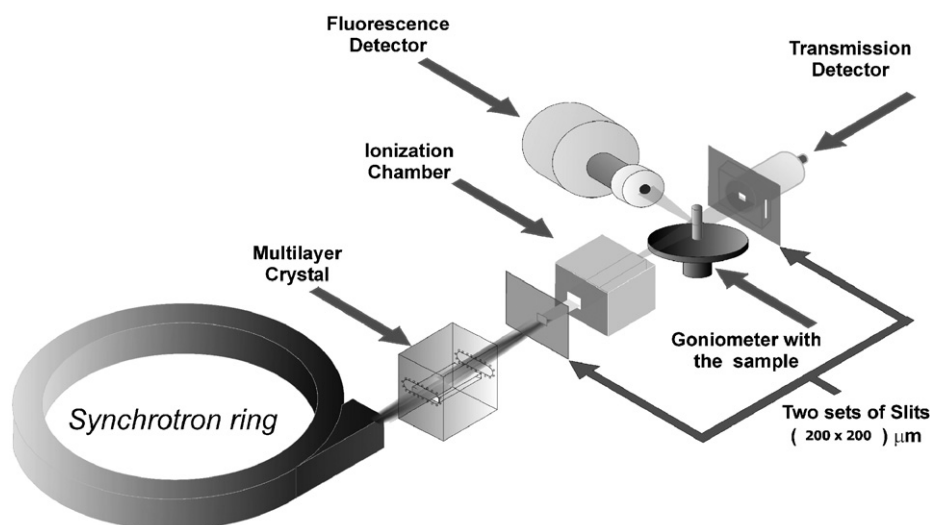 Fluorescence
Detector
Transmission
Detector
Ionization
Chamber
Multilayer
Crystal
Goniometer with
the sample
Synchrotron ring
Two sets of Slits
( 200 x 200 ) μm